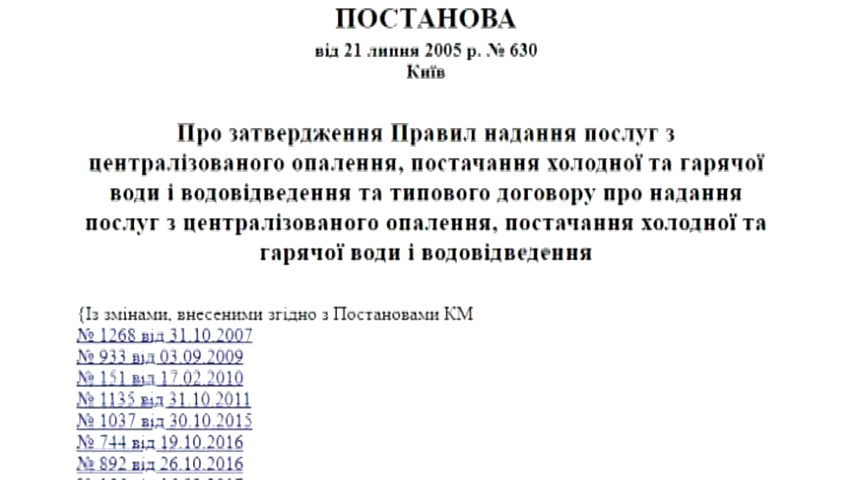 ПОСТАНОВА
від 21 липня 2005 р. № 630
Київ
Про затвердження Правил надання послуг з
централізованого опалення, постачання холодної та гарячої
води і водовідведення та типового договору про надання
послуг з централізованого опалення, постачання холодної та
гарячої води і водовідведення
{Із змінами, внесеними згідно з Постановами КМ
№ 1268 від 31.10.2007
№ 933 від 03.09.2009
№ 151 від 17.02.2010
№ 1135 від 31.10.2011
№ 1037 від 30.10.2015
№ 744 від 19.10.2016
№ 892 від 26.10.2016